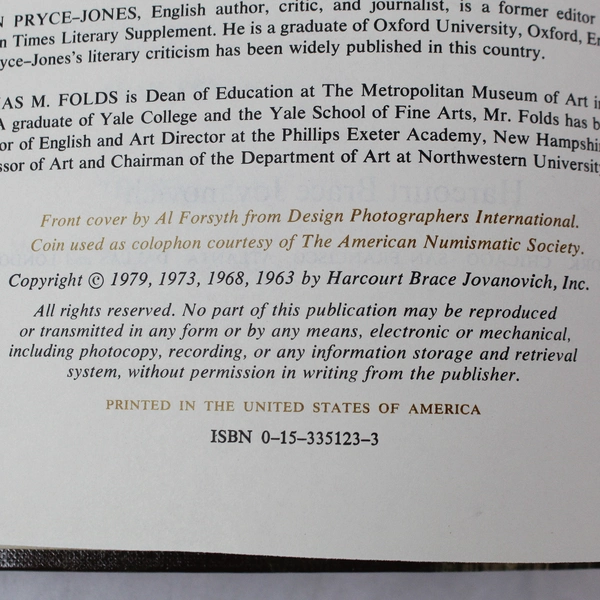 PRYCE–JONES, English author, critic, and journalist, is a former editor
Times Literary Supplement. He is a graduate of Oxford University, Oxford,
literary criticism has been widely published in this country.
M. FOLDS is Dean of Education at The Metropolitan Museum of Art
A graduate of Yale College and the Yale School of Fine Arts, Mr. Folds has
of English and Art Director at the Phillips Exeter Academy, New
of Art and Chairman of the Department of Art at Northwestern
Front cover by Al Forsyth from Design Photographers International.
Coin used as colophon courtesy of The American Numismatic Society.
Copyright © 1979, 1973, 1968, 1963 by Harcourt Brace Jovanovich, Inc.
All rights reserved. No part of this publication may be reproduced
or transmitted in any form or by any means, electronic or mechanical,
including photocopy, recording, or any information storage and retrieval
system, without permission in writing from the publisher.
PRINTED IN THE UNITED STATES OF AMERICA
ISBN 0–15–335123–3